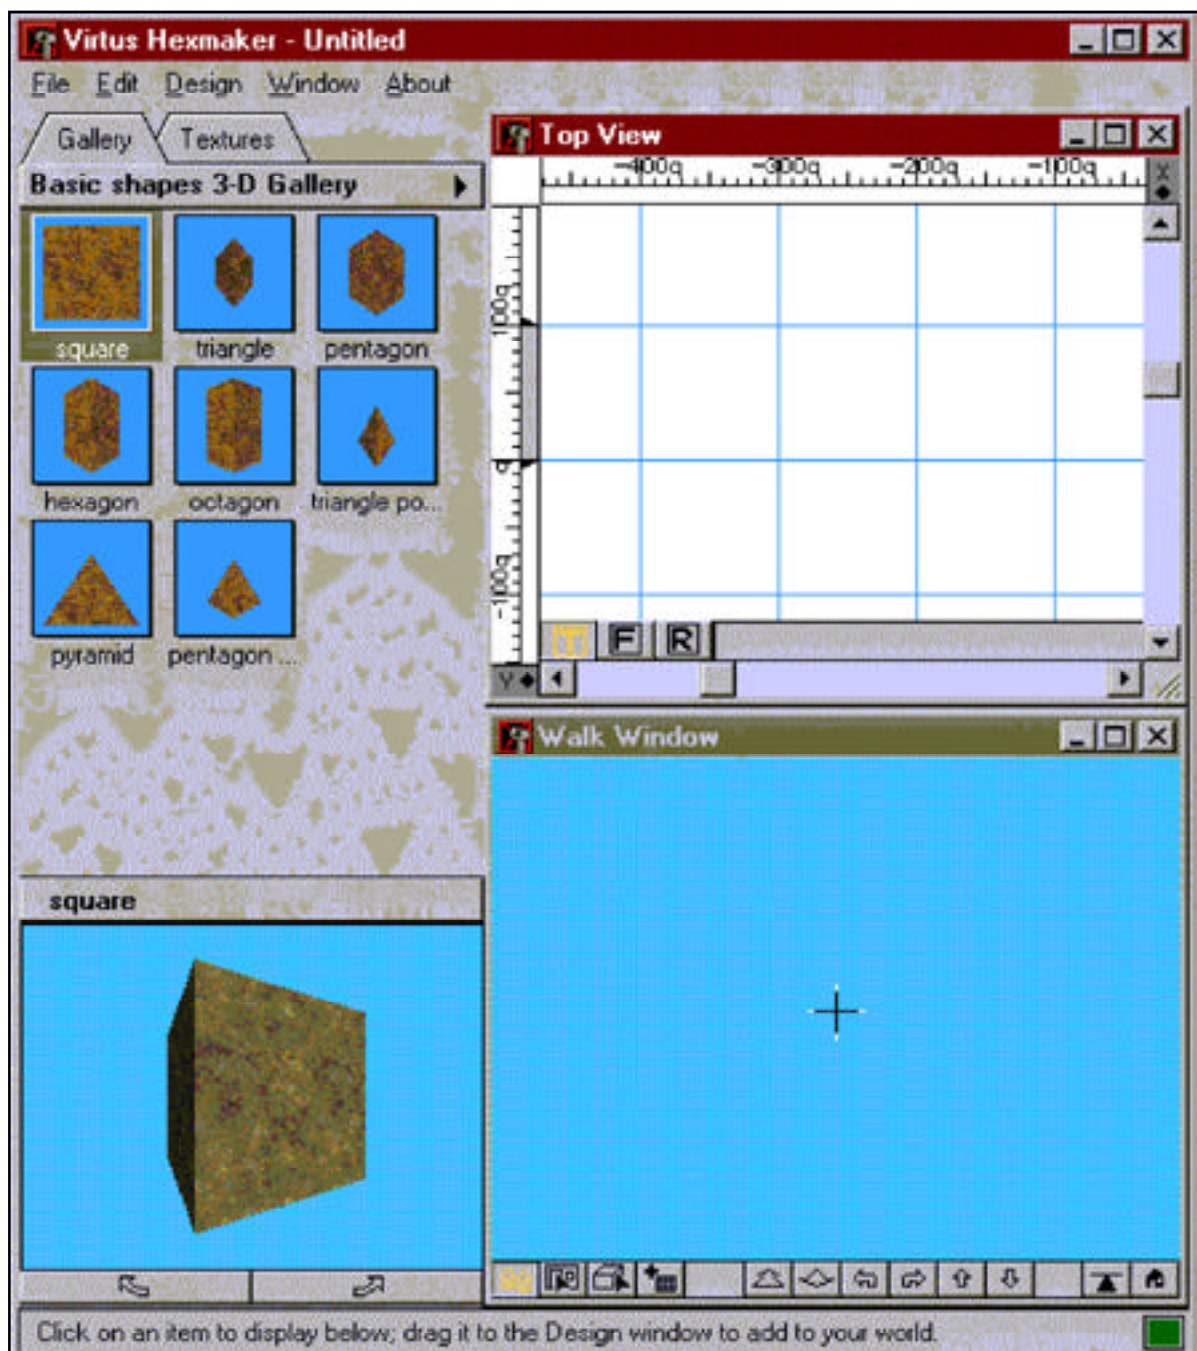 Virtus Hexmaker - Untitled
File Edit Design Window About
Gallery Textures
Basic shapes 3-D Gallery
square triangle pentagon
hexagon octagon triangle po...
pyramid pentagon ...
square
Top View
-400q -300q -200q -100q
X
100q
q
-100q
T F R
Y
Walk Window
Click on an item to display below; drag it to the Design window to add to your world.